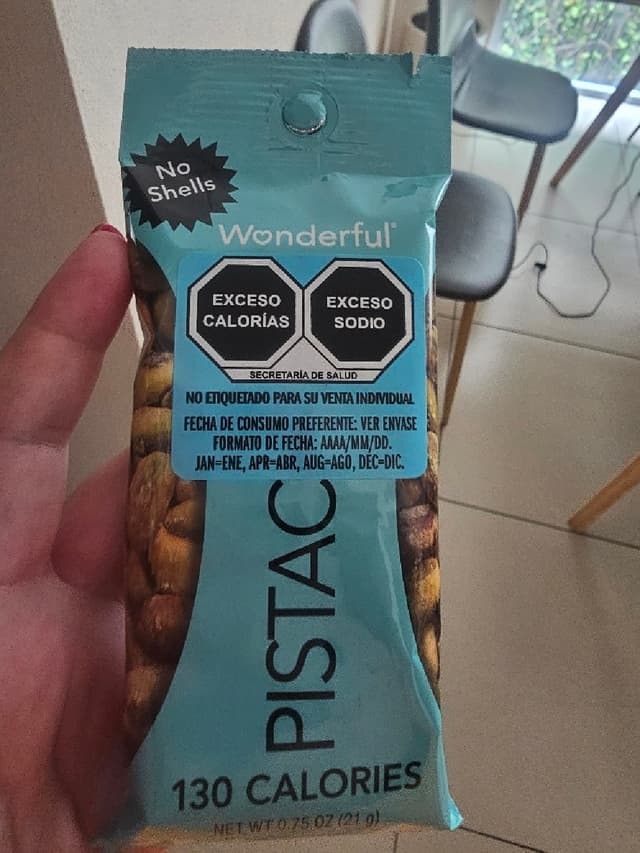 No
Shells
Wonderful®
EXCESO
CALORÍAS
EXCESO
SODIO
SECRETARÍA DE SALUD
NO ETIQUETADO PARA SU VENTA INDIVIDUAL
FECHA DE CONSUMO PREFERENTE: VER ENVASE
FORMATO DE FECHA: AAAA/MM/DD.
JAN=ENE, APR=ABR, AUG=AGO, DEC=DIC.
PISTAC
130 CALORIES
NET WT 0.75 OZ (21 g)